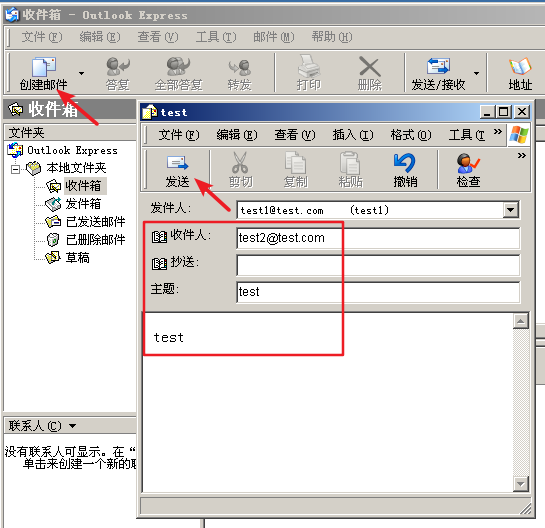 收件箱 - Outlook Express
文件(F) 编辑(E) 查看(V) 工具(T) 邮件(M) 帮助(H)
创建邮件 答复 全部答复 转发 打印 删除 发送/接收 地址
收件箱
文件夹
Outlook Express
本地文件夹
收件箱
发件箱
已发送邮件
已删除邮件
草稿
联系人(C)
没有联系人可显示。在 “
单击来创建一个新的联
test
文件(F) 编辑(E) 查看(V) 插入(I) 格式(O) 工具(T) »
发送 剪切 复制 粘贴 撤销 检查 »
发件人: test1@test.com (test1)
收件人: test2@test.com
抄送:
主题: test
test